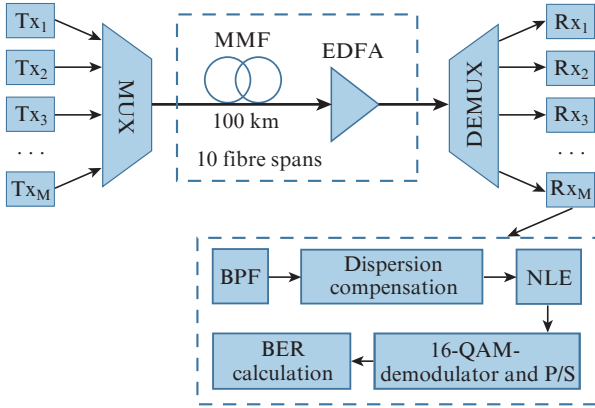 Tx1
Tx2
Tx3
. . .
TxM
MUX
MMF
100 km
EDFA
10 fibre spans
DEMUX
Rx1
Rx2
Rx3
. . .
RxM
BPF
Dispersion
compensation
NLE
BER
calculation
16-QAM-
demodulator and P/S